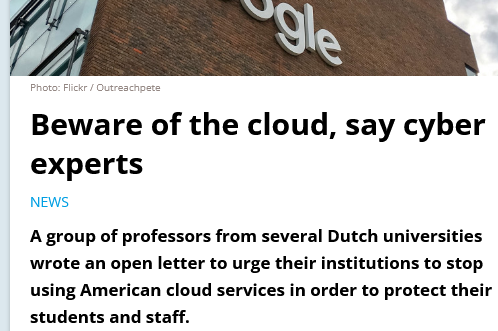 ogle
Photo: Flickr / Outreachpete
Beware of the cloud, say cyber
experts
NEWS
A group of professors from several Dutch universities
wrote an open letter to urge their institutions to stop
using American cloud services in order to protect their
students and staff.